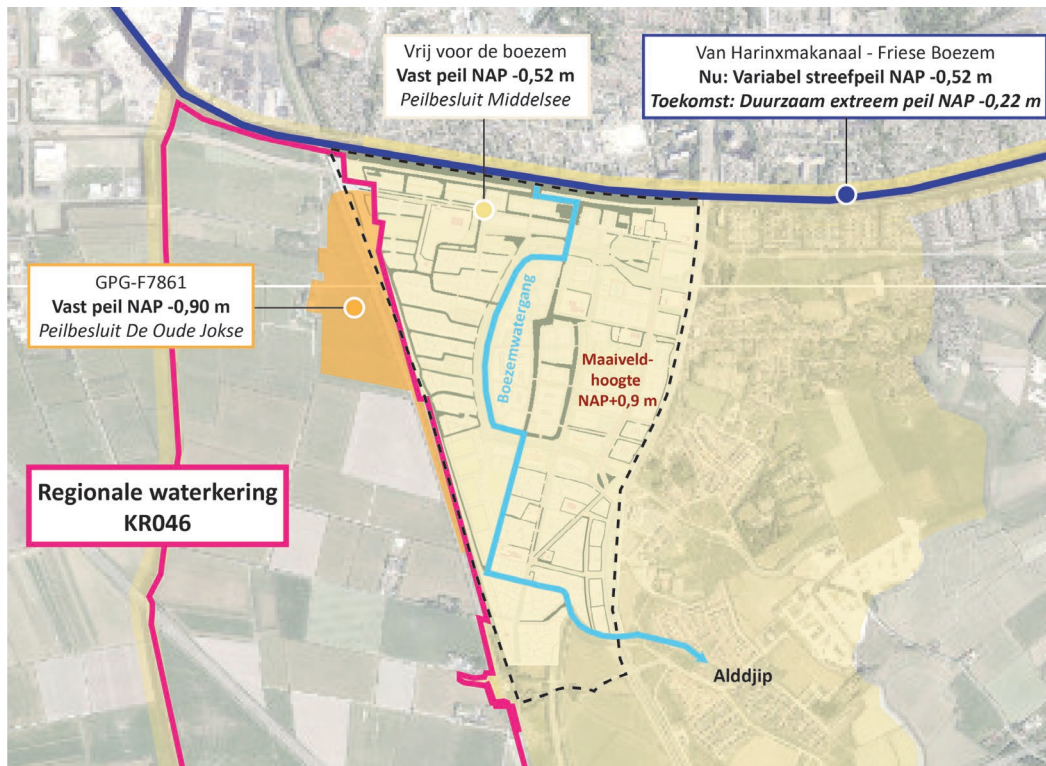 Vrij voor de boezem
Vast peil NAP -0,52 m
Peilbesluit Middelsee
Van Harinxmakanaal - Friese Boezem
Nu: Variabel streefpeil NAP -0,52 m
Toekomst: Duurzaam extreem peil NAP -0,22 m
GPG-F7861
Vast peil NAP -0,90 m
Peilbesluit De Oude Jokse
Boezemwatergang
Maaiveld-
hoogte
NAP+0,9 m
Regionale waterkering
KR046
Alddjip